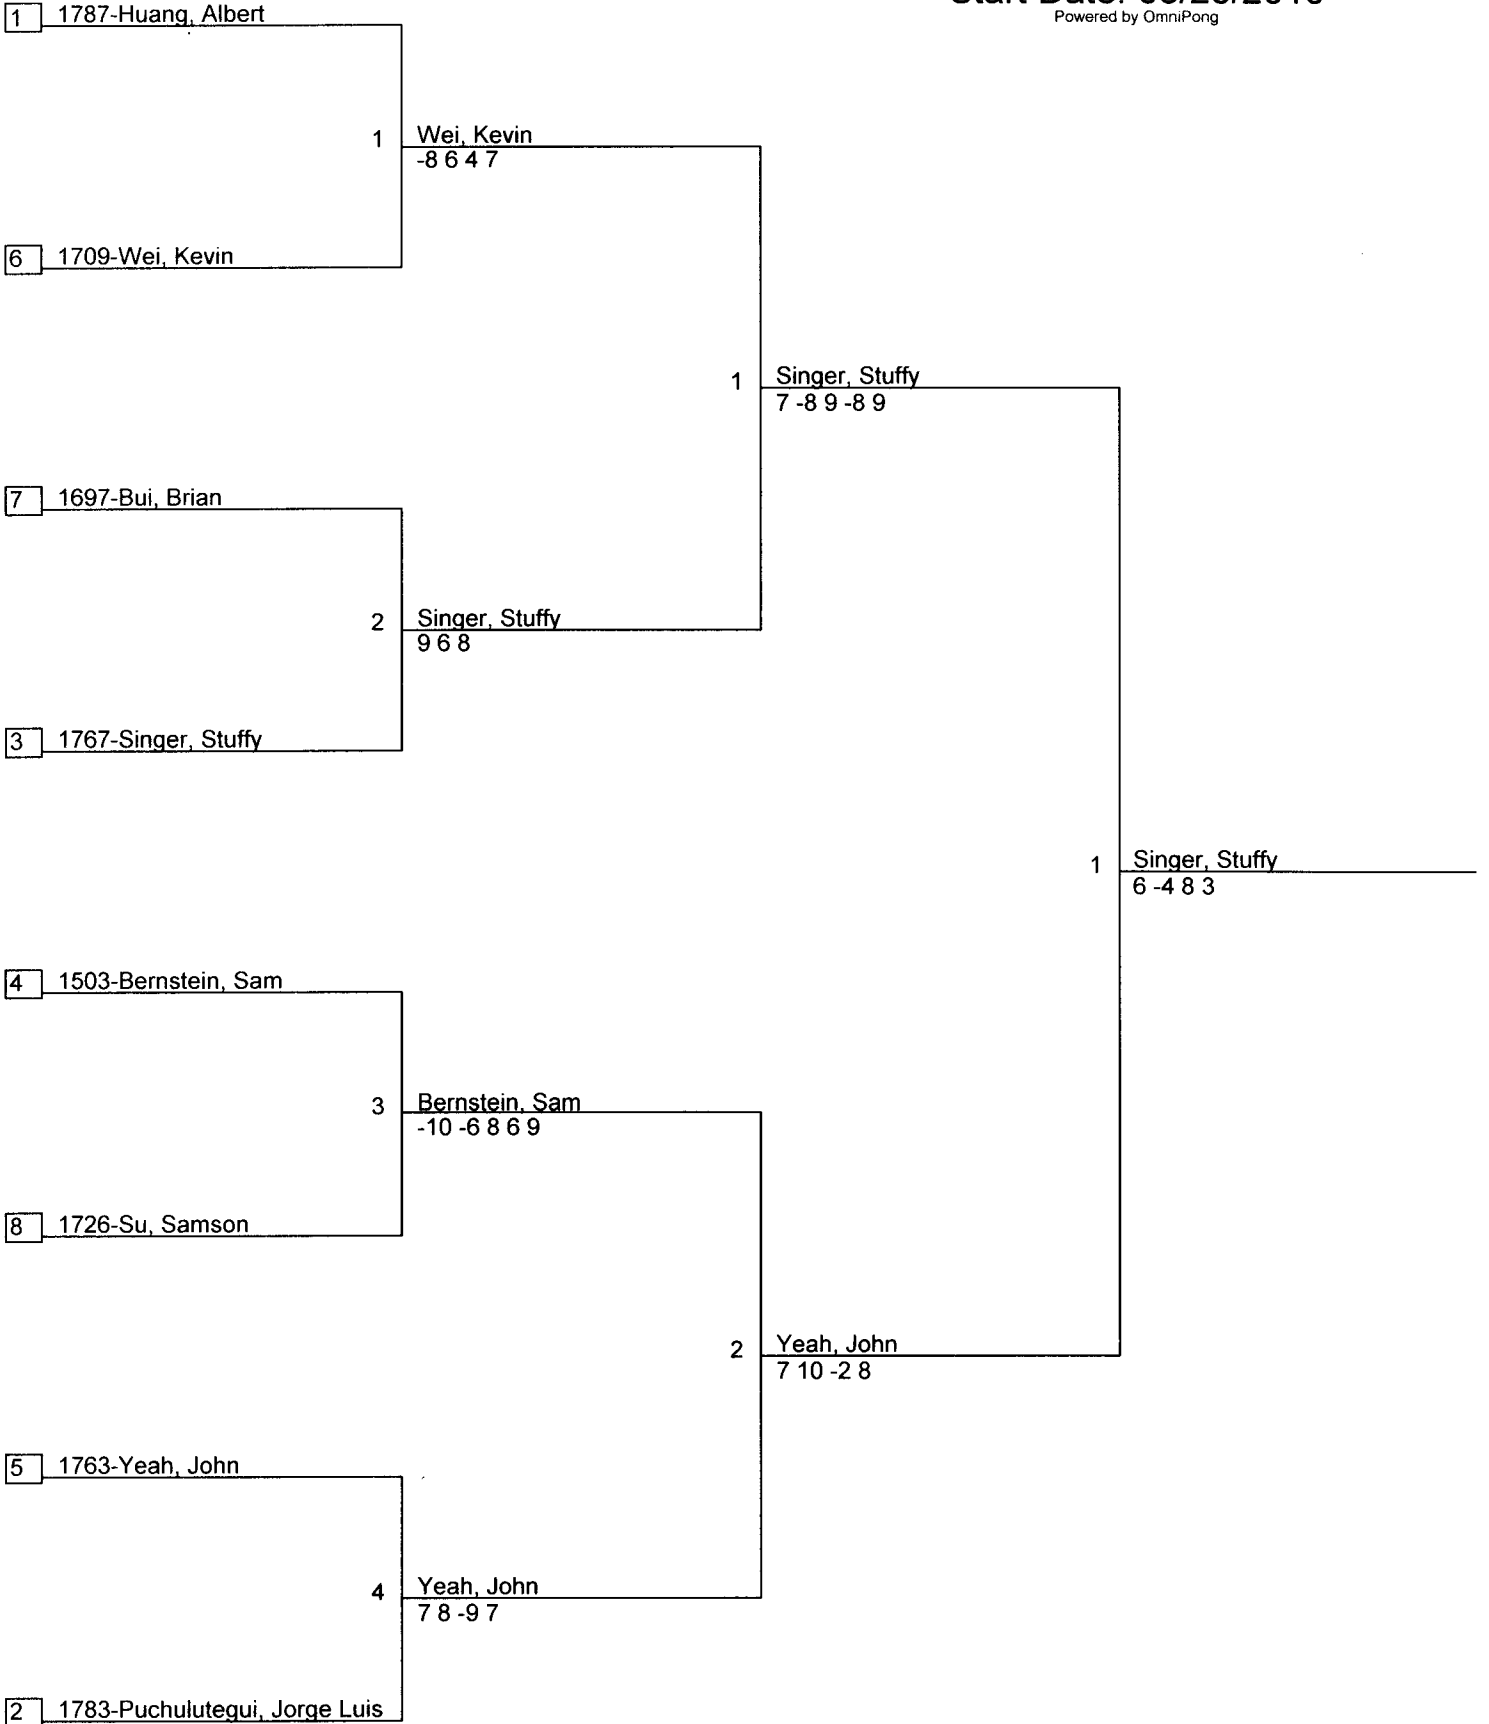 Powered by OmniPong
1 1787-Huang, Albert
1 Wei, Kevin
-8 6 4 7
6 1709-Wei, Kevin
1 Singer, Stuffy
7 -8 9 -8 9
7 1697-Bui, Brian
2 Singer, Stuffy
9 6 8
3 1767-Singer, Stuffy
1 Singer, Stuffy
6 -4 8 3
4 1503-Bernstein, Sam
3 Bernstein, Sam
-10 -6 8 6 9
8 1726-Su, Samson
2 Yeah, John
7 10 -2 8
5 1763-Yeah, John
4 Yeah, John
7 8 -9 7
2 1783-Puchulutegui, Jorge Luis